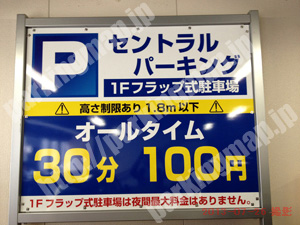 P
セントラル
パーキング
1Fフラップ式駐車場
高さ制限あり1.8m以下
オールタイム
30分 100円
1Fフラップ式駐車場は夜間最大料金はありません。